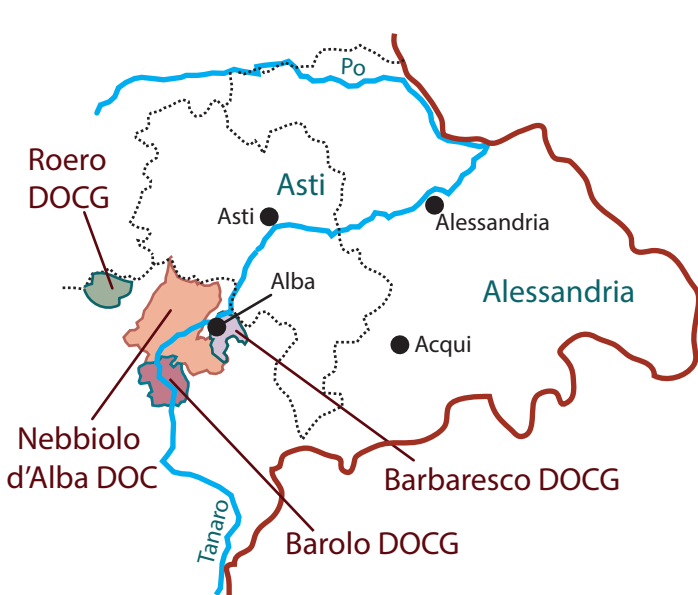 Po
Roero
DOCG
Asti
Asti
Alessandria
Alba
Alessandria
Acqui
Nebbiolo
d'Alba DOC
Barbaresco DOCG
Tanaro
Barolo DOCG